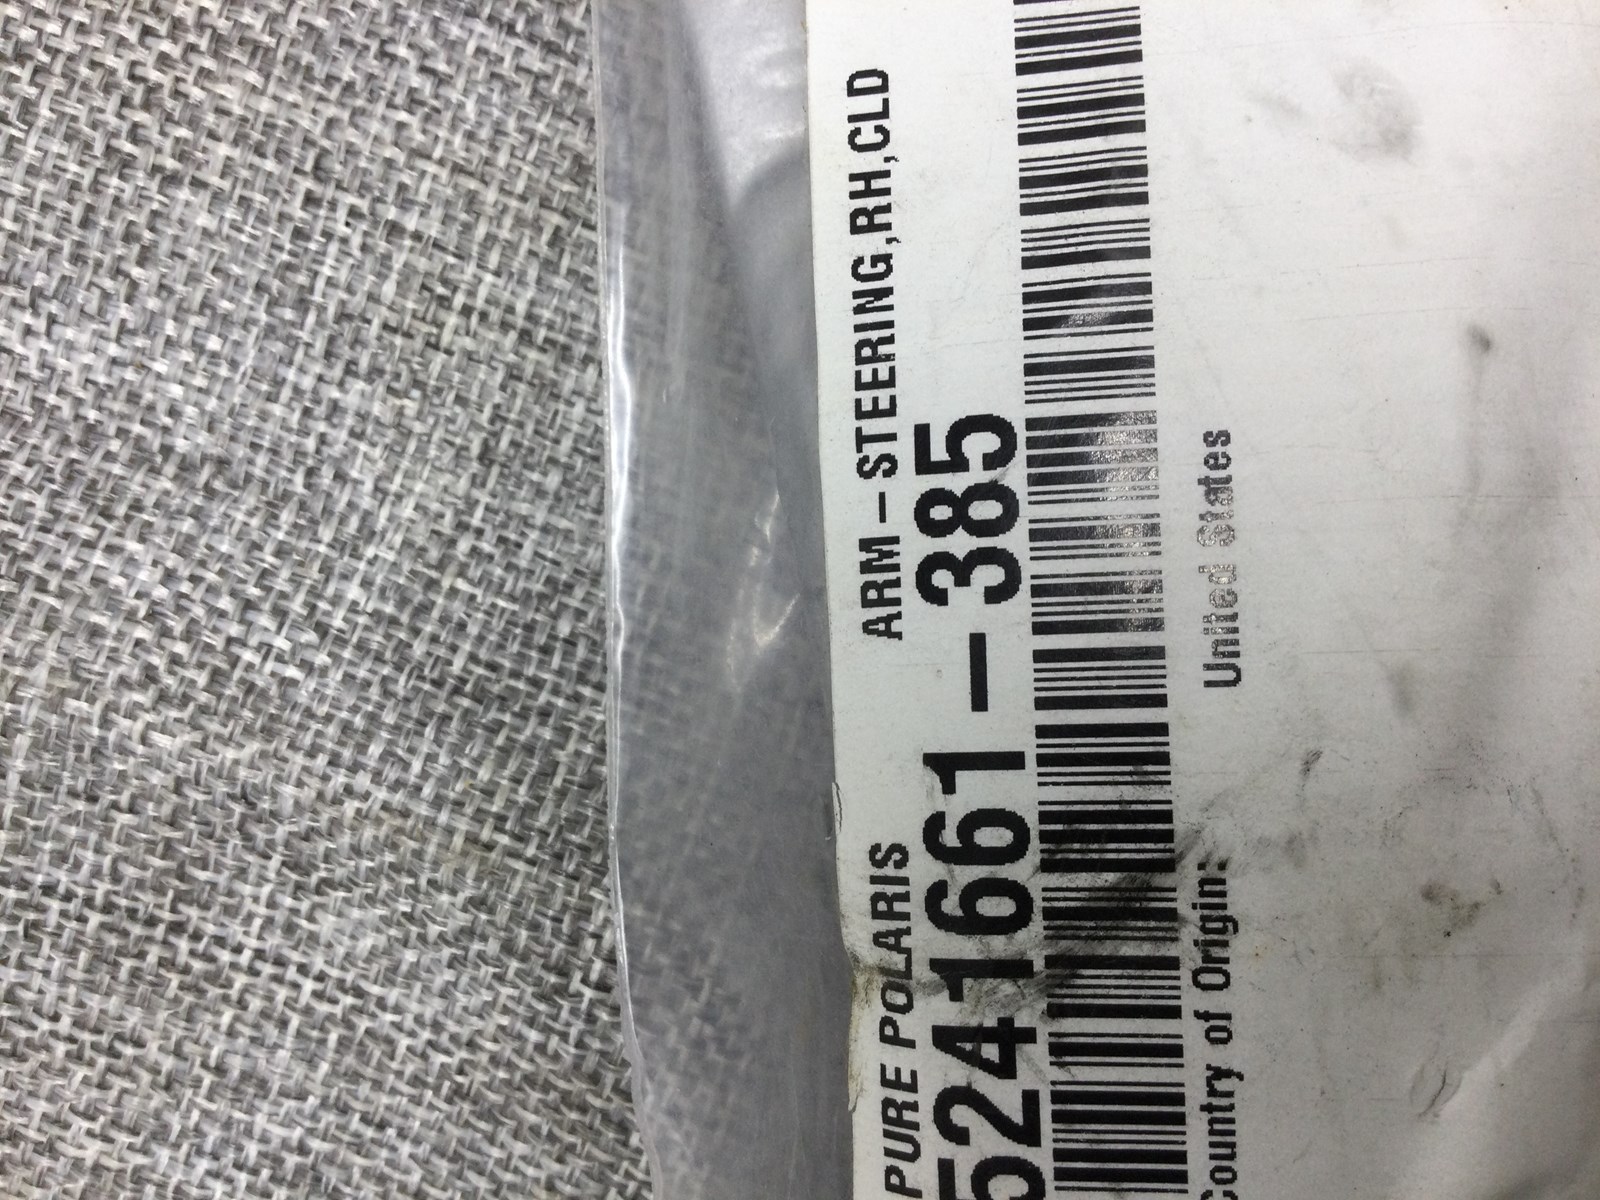 PURE POLARIS ARM-STEERING,RH,CLD
5241661-385
Country of Origin: United States